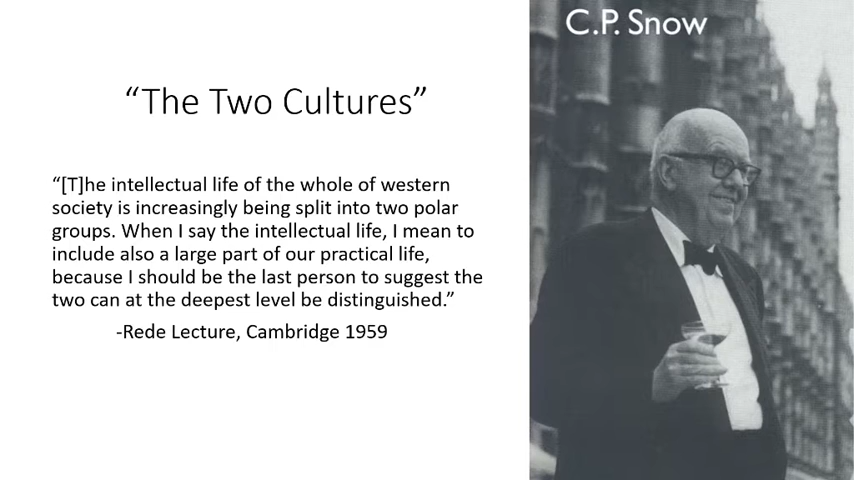 C.P. Snow
“The Two Cultures”
“[T]he intellectual life of the whole of western
society is increasingly being split into two polar
groups. When I say the intellectual life, I mean to
include also a large part of our practical life,
because I should be the last person to suggest the
two can at the deepest level be distinguished.”
-Rede Lecture, Cambridge 1959